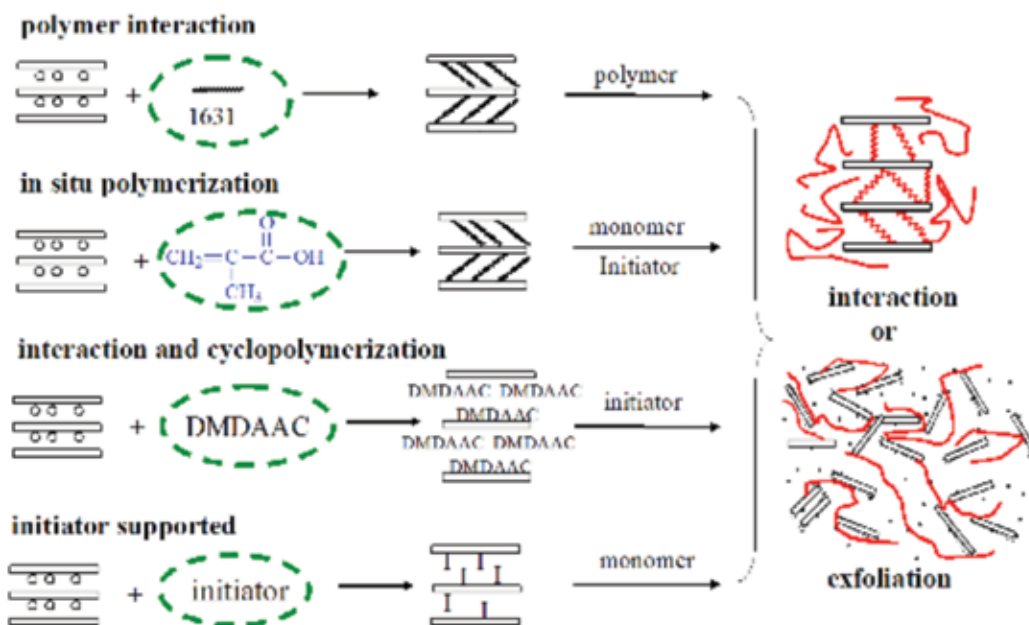 polymer interaction
+
1631
polymer
in situ polymerization
+
O
CH₂=C-C-OH
CH₃
monomer
Initiator
interaction
or
interaction and cyclopolymerization
+
DMDAAC
DMDAAC DMDAAC
DMDAAC
DMDAAC DMDAAC
DMDAAC
initiator
initiator supported
+
initiator
I I I I
I I
monomer
exfoliation